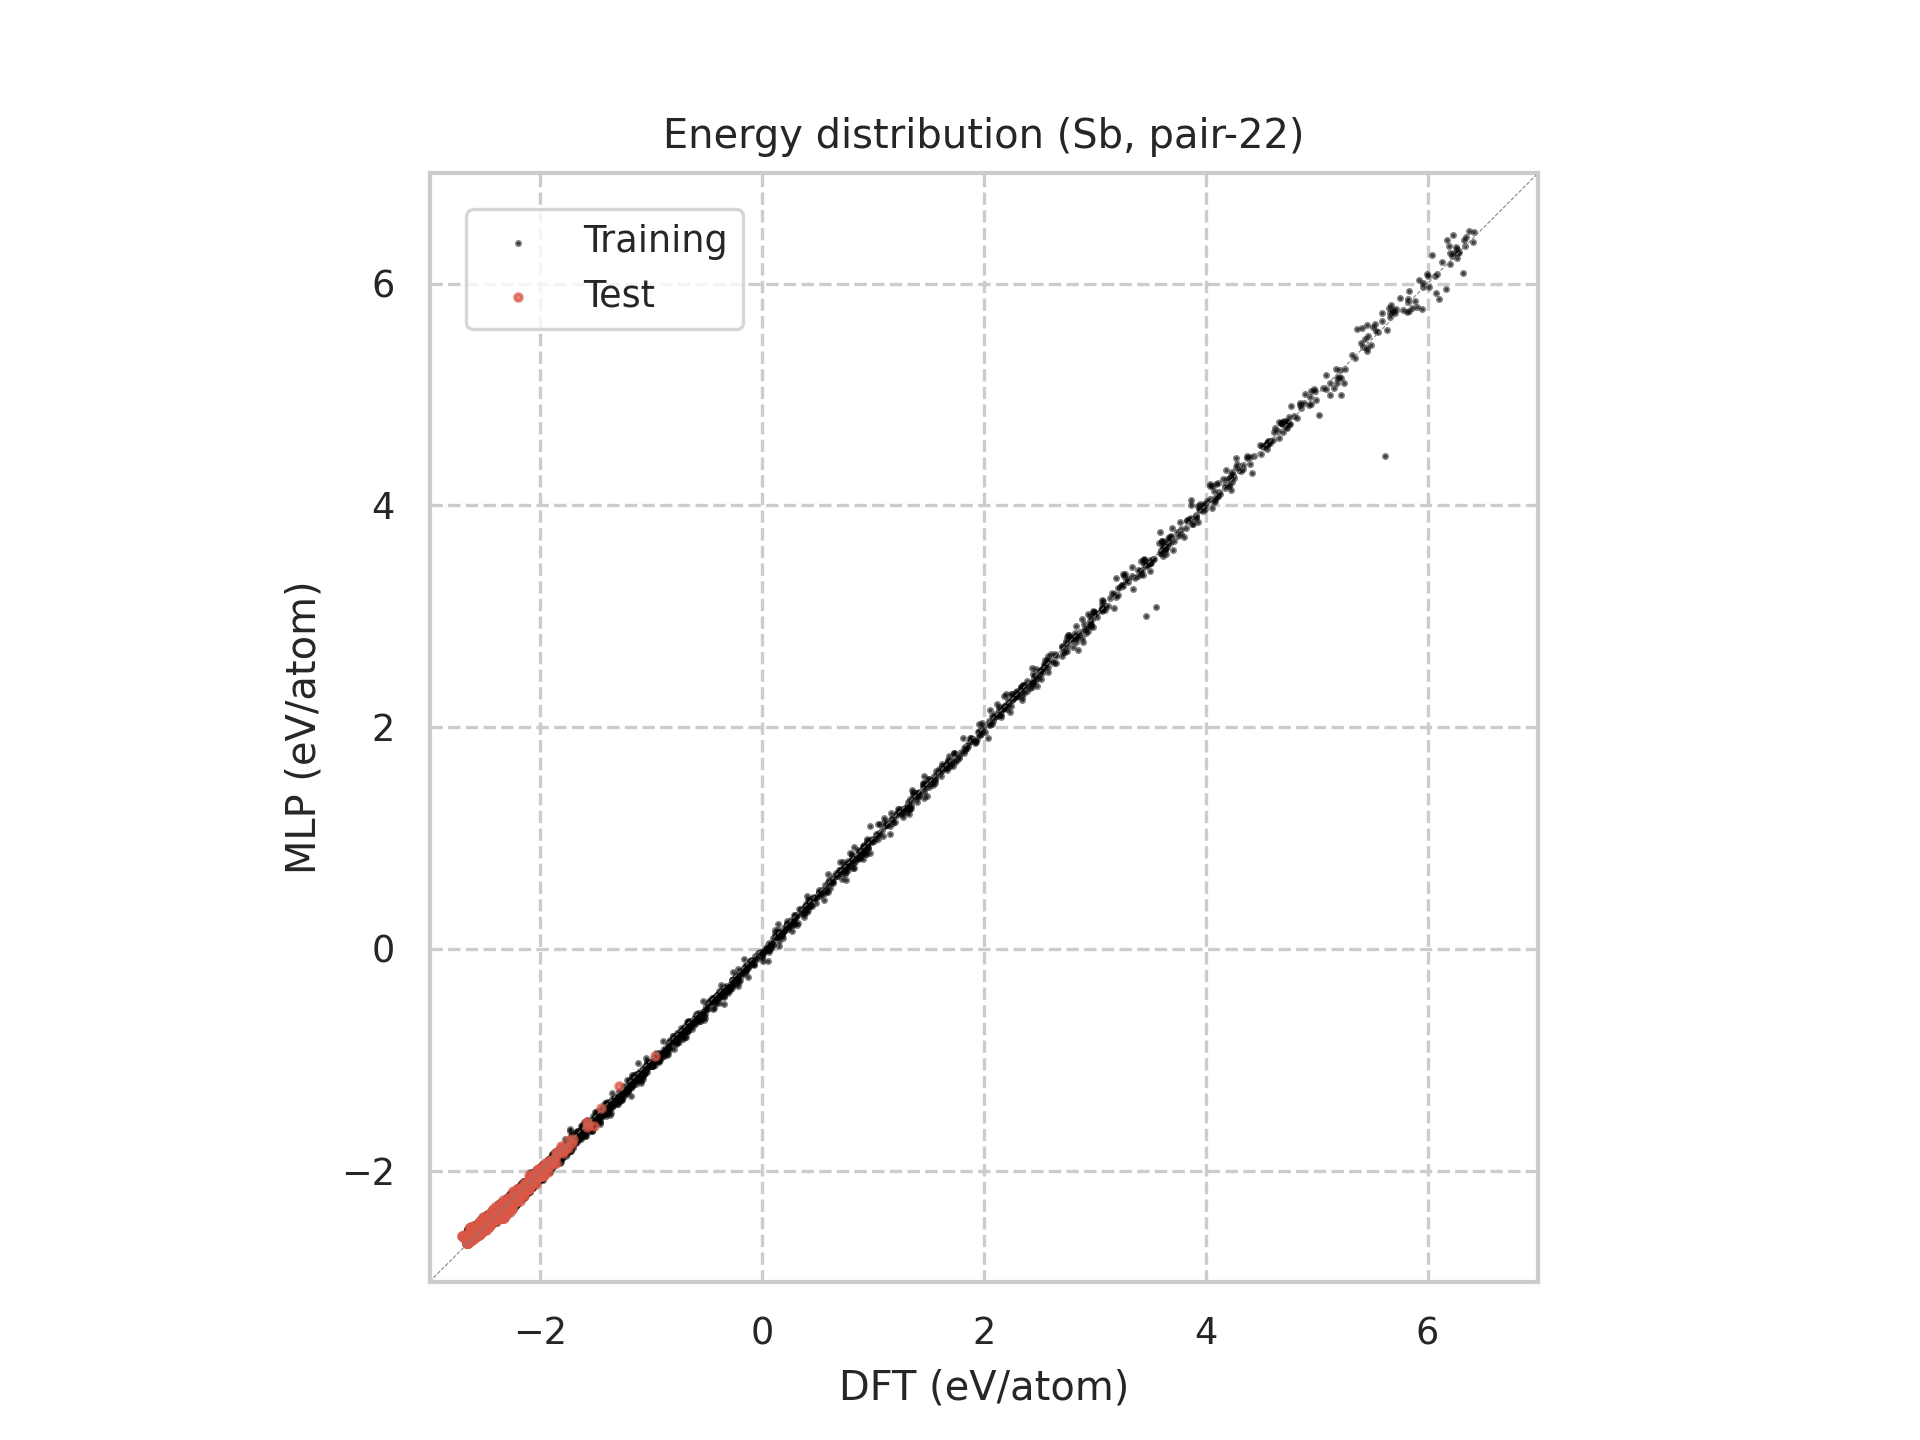 Energy distribution (Sb, pair-22)
Training
Test
6
4
2
0
−2
MLP (eV/atom)
−2
0
2
4
6
DFT (eV/atom)